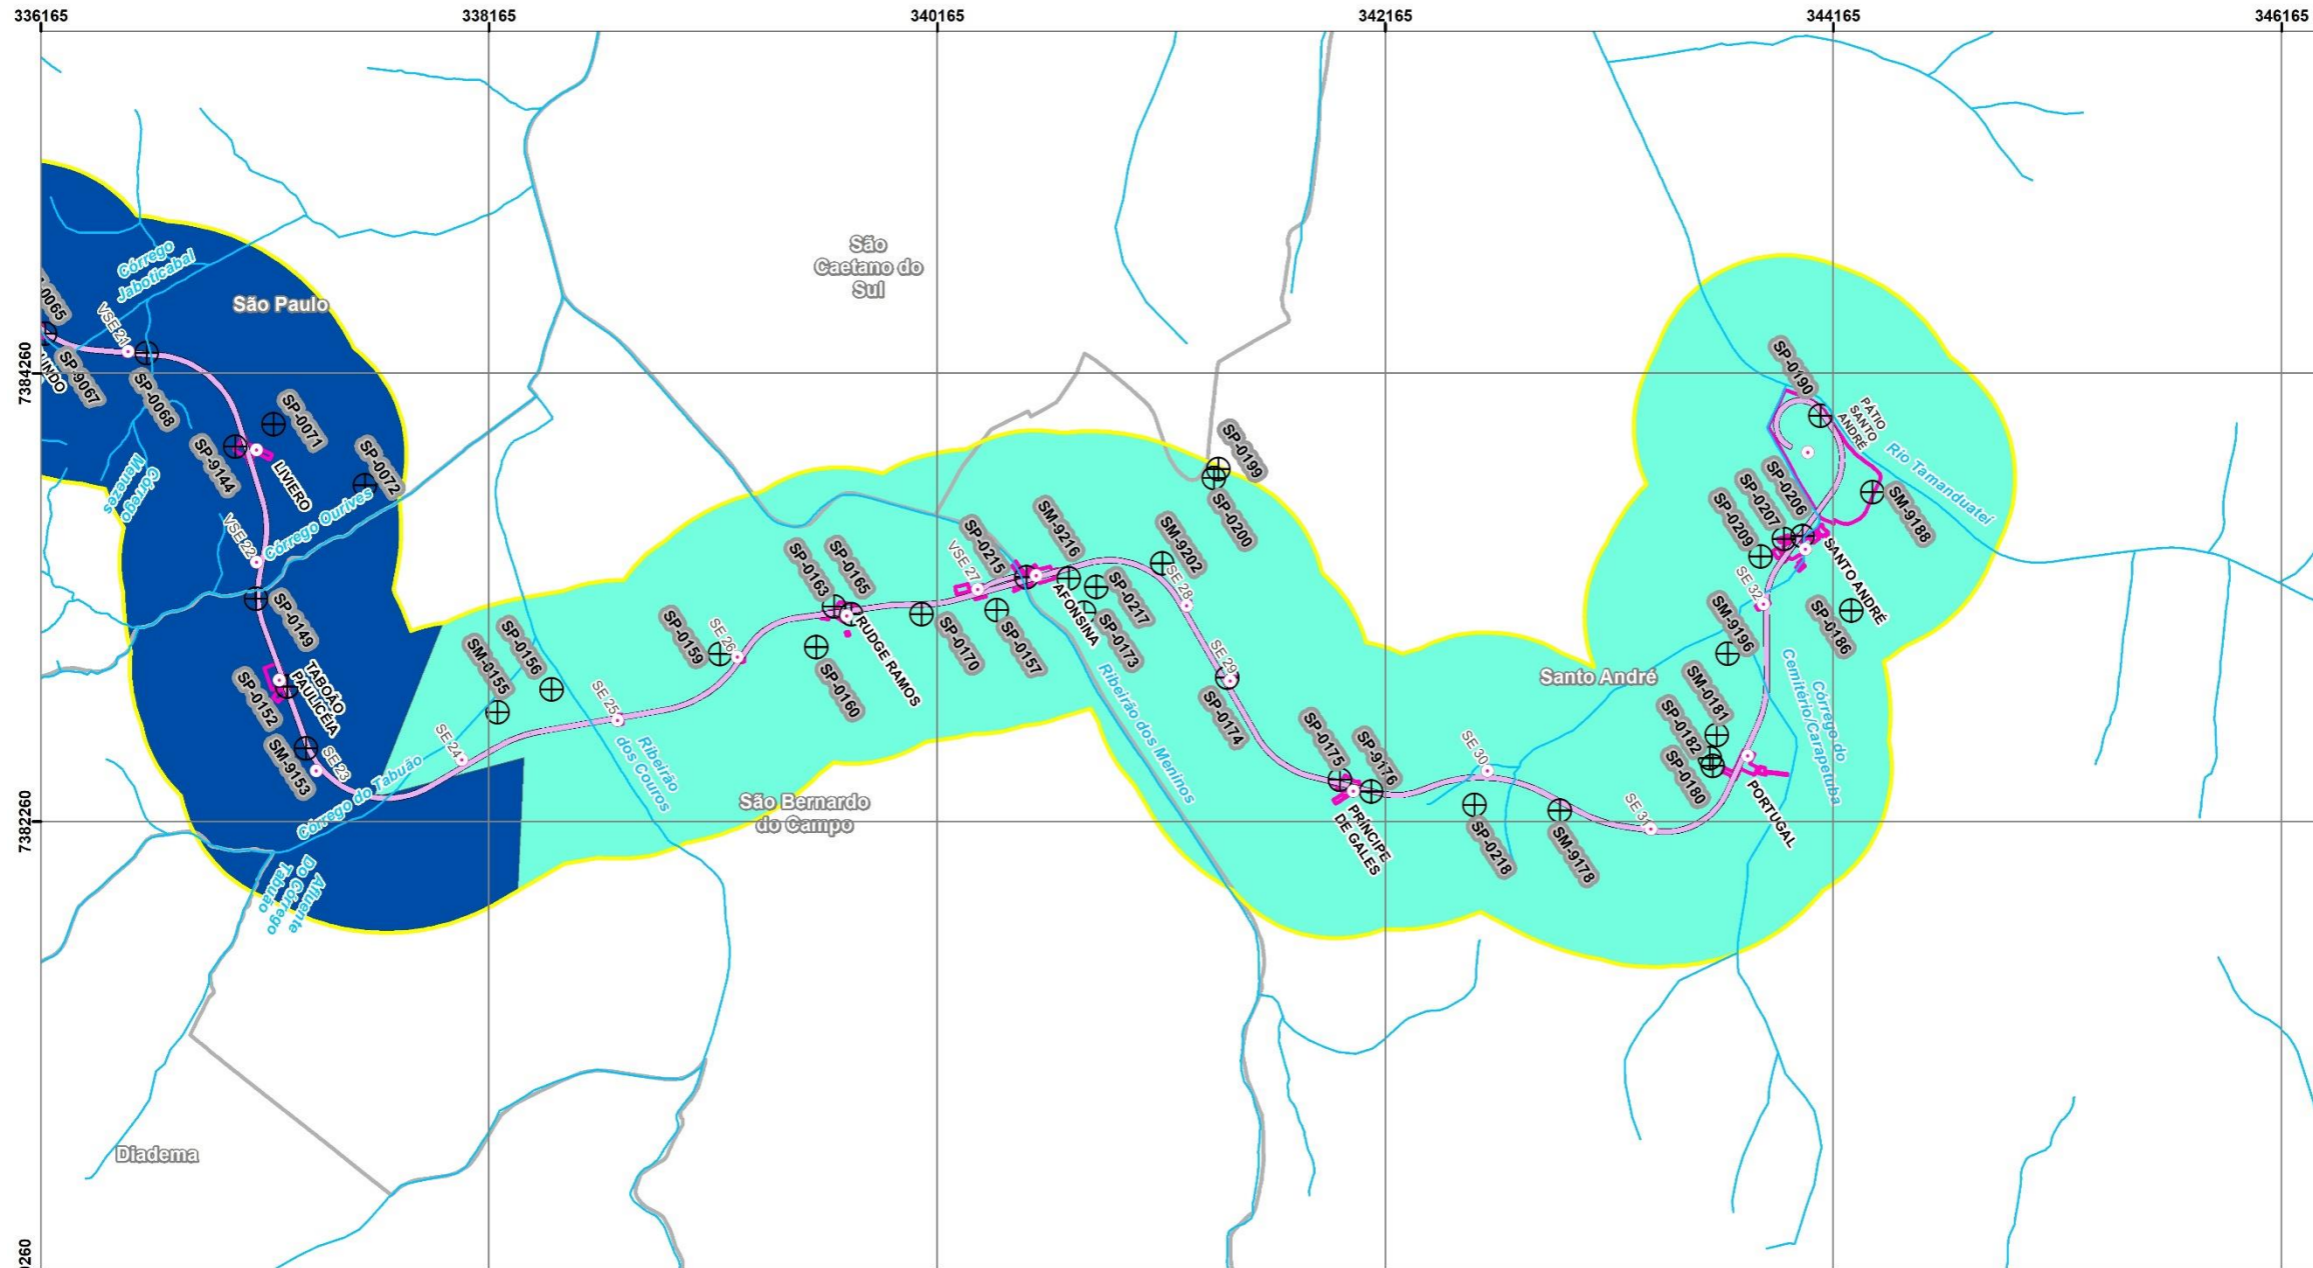 336165
338165
340165
342165
344165
346165
7384260
7382260
São Paulo
São
Caetano do
Sul
Santo André
São Bernardo
do Campo
Diadema
Córrego
Jaboticabal
VSE 21
SP-9067
SP-0068
SP-0071
SP-9144
SP-0072
LIVIERO
Córrego
Menezes
VSE 22
Córrego Ourives
SP-0149
TABOÃO
PAULICÉIA
SP-0152
SM-9153
SE 23
Córrego do Tabuão
Afluente
Do Córrego
Tabuão
SE 24
SM-0155
SP-0156
SE 25
Ribeirão
dos Couros
SP-0159
SE 26
SP-0163
SP-0165
SP-0160
RUDGE RAMOS
SP-0170
VSE 27
SP-0215
SM-9216
SP-0157
AFONSINA
SP-0173
SP-0217
SM-9202
SE 28
SP-0199
SP-0200
Ribeirão dos Meninos
SE 29
SP-0174
SP-0175
SP-9176
PRÍNCIPE
DE GALES
SE 30
SP-0218
SM-9178
SE 31
SP-0180
SP-0182
SM-0181
PORTUGAL
Córrego do
Cemitério/Carapetuba
SM-9196
SE 32
SP-0186
SANTO ANDRÉ
SP-0209
SP-0207
SP-0206
SM-9188
SP-0190
PÁTIO
SANTO
ANDRÉ
Rio Tamanduateí